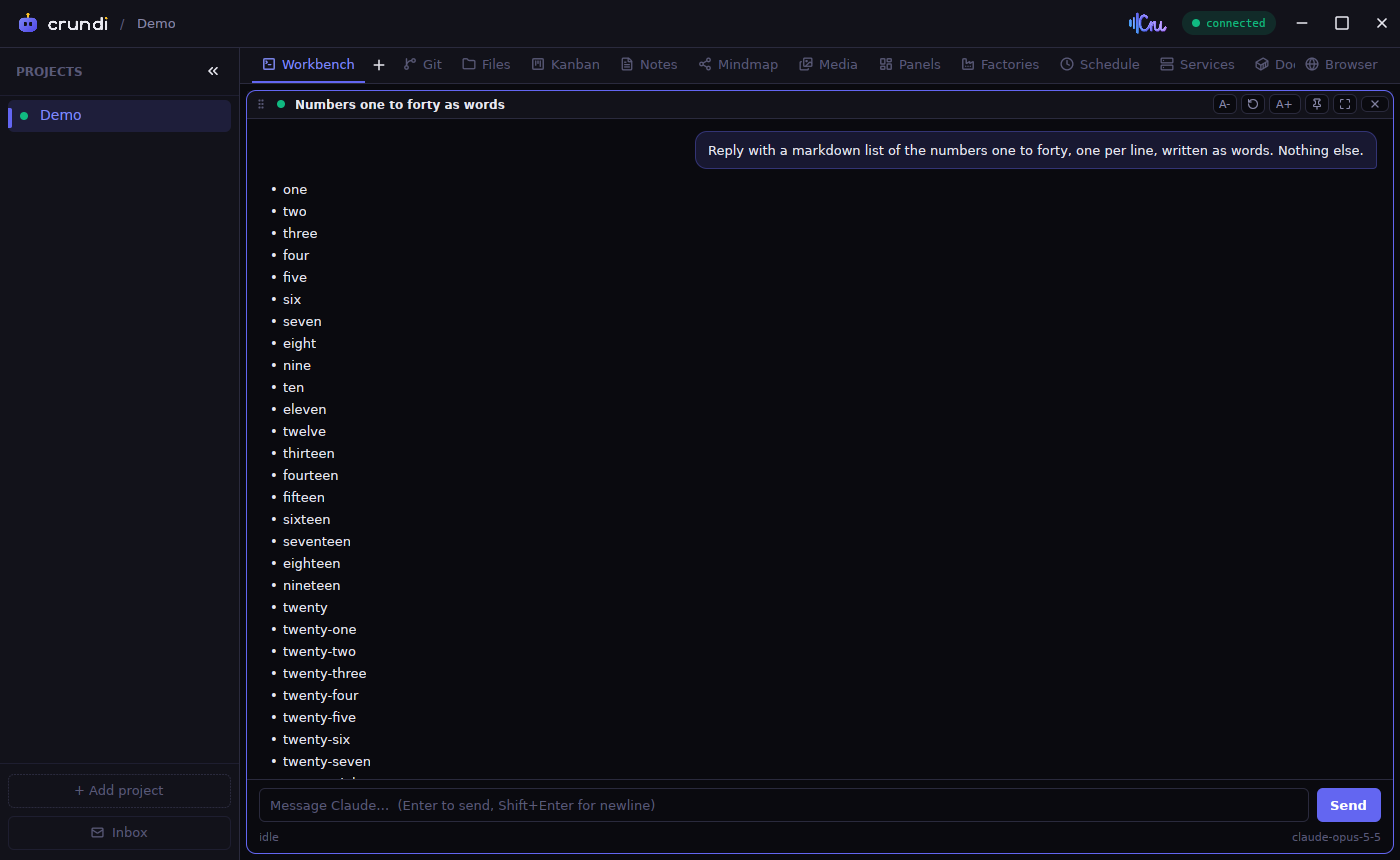 crundi / Demo
Cru
connected
PROJECTS
Workbench
Git
Files
Kanban
Notes
Mindmap
Media
Panels
Factories
Schedule
Services
Browser
Demo
Numbers one to forty as words
A-
A+
Reply with a markdown list of the numbers one to forty, one per line, written as words. Nothing else.
• one
• two
• three
• four
• five
• six
• seven
• eight
• nine
• ten
• eleven
• twelve
• thirteen
• fourteen
• fifteen
• sixteen
• seventeen
• eighteen
• nineteen
• twenty
• twenty-one
• twenty-two
• twenty-three
• twenty-four
• twenty-five
• twenty-six
• twenty-seven
+ Add project
Message Claude... (Enter to send, Shift+Enter for newline)
Send
Inbox
idle
claude-opus-5-5